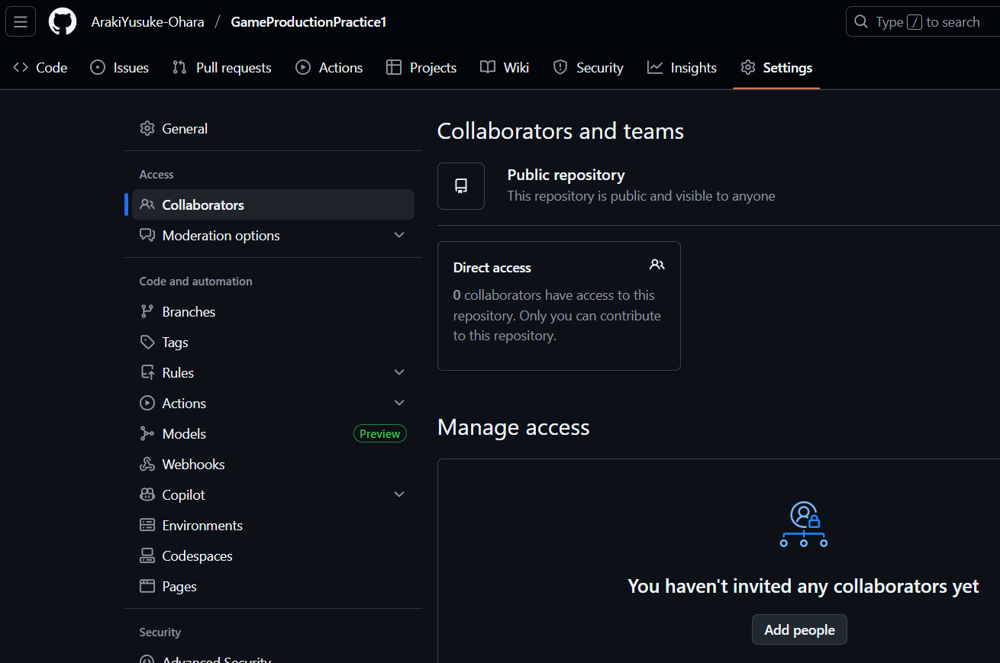 ArakiYusuke-Ohara / GameProductionPractice1
Type / to search
Code Issues Pull requests Actions Projects Wiki Security Insights Settings
General
Access
Collaborators
Moderation options
Code and automation
Branches
Tags
Rules
Actions
Models Preview
Webhooks
Copilot
Environments
Codespaces
Pages
Security
Advanced Security
Collaborators and teams
Public repository
This repository is public and visible to anyone
Direct access
0 collaborators have access to this
repository. Only you can contribute
to this repository.
Manage access
You haven't invited any collaborators yet
Add people